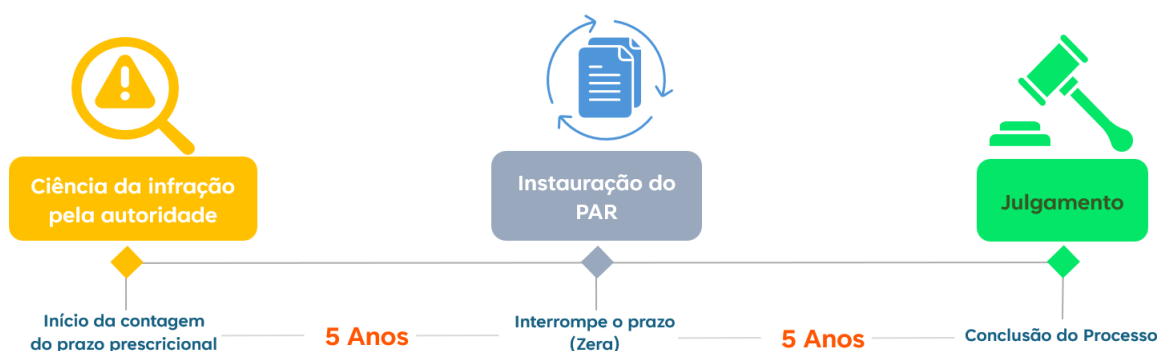 Ciência da infração
pela autoridade
Instauração do
PAR
Julgamento
Início da contagem
do prazo prescricional
5 Anos
Interrompe o prazo
(Zera)
5 Anos
Conclusão do Processo